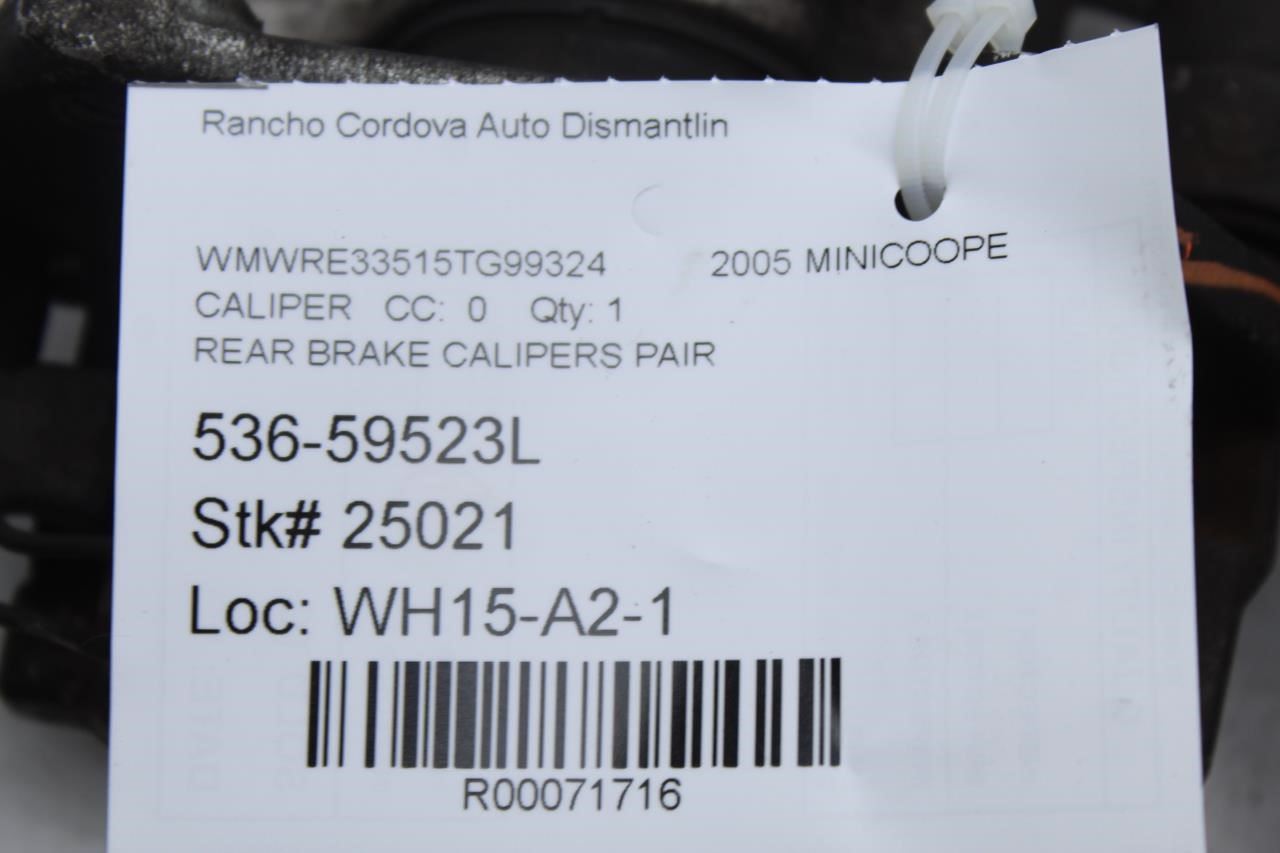 Rancho Cordova Auto Dismantlin
WMWRE33515TG99324 2005 MINICOOPE
CALIPER CC: 0 Qty: 1
REAR BRAKE CALIPERS PAIR
536-59523L
Stk# 25021
Loc: WH15-A2-1
R00071716